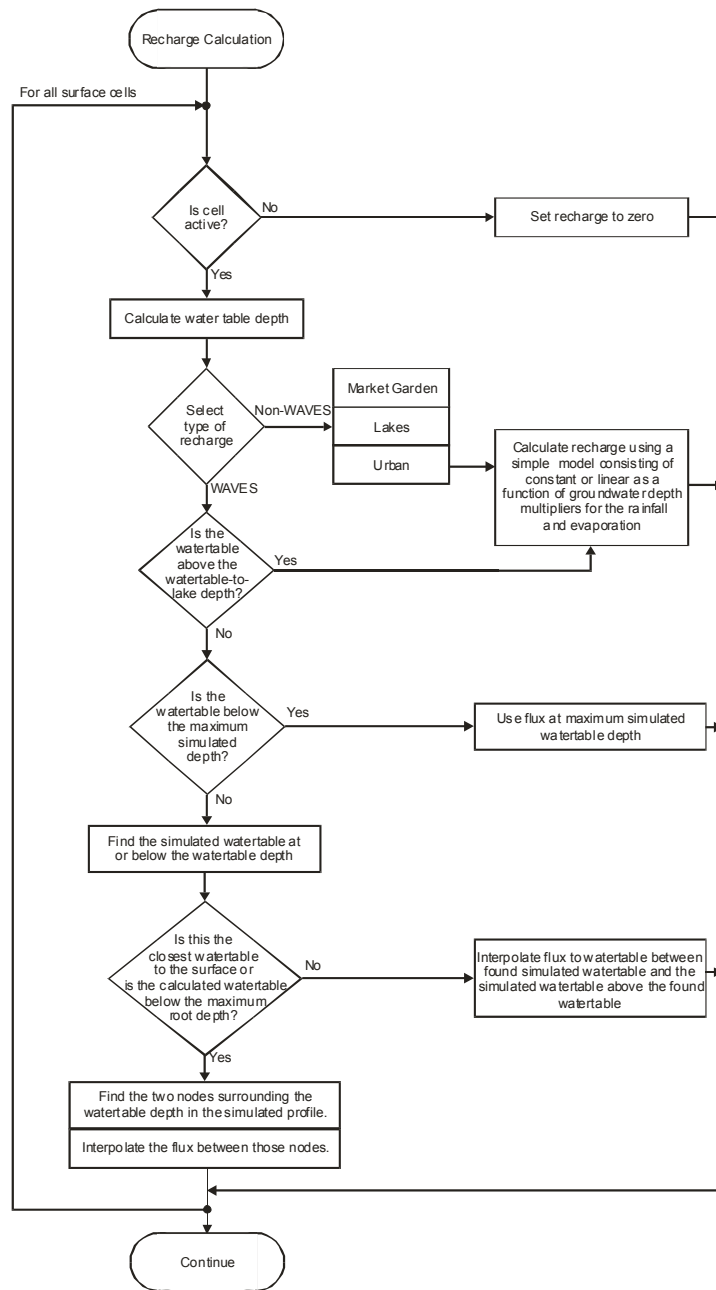 Recharge Calculation
For all surface cells
Is cell
active?
No
Set recharge to zero
Yes
Calculate water table depth
Select
type of
recharge
Non-WAVES
Market Garden
Lakes
Urban
Calculate recharge using a
simple model consisting of
constant or linear as a
function of groundwater depth
multipliers for the rainfall
and evaporation
WAVES
Is the
watertable
above the
watertable-to-
lake depth?
Yes
No
Is the
watertable below
the maximum
simulated
depth?
Yes
Use flux at maximum simulated
watertable depth
No
Find the simulated watertable at
or below the watertable depth
Is this the
closest watertable
to the surface or
is the calculated watertable
below the maximum
root depth?
No
Interpolate flux to watertable between
found simulated watertable and the
simulated watertable above the found
watertable
Yes
Find the two nodes surrounding the
watertable depth in the simulated profile.
Interpolate the flux between those nodes.
Continue